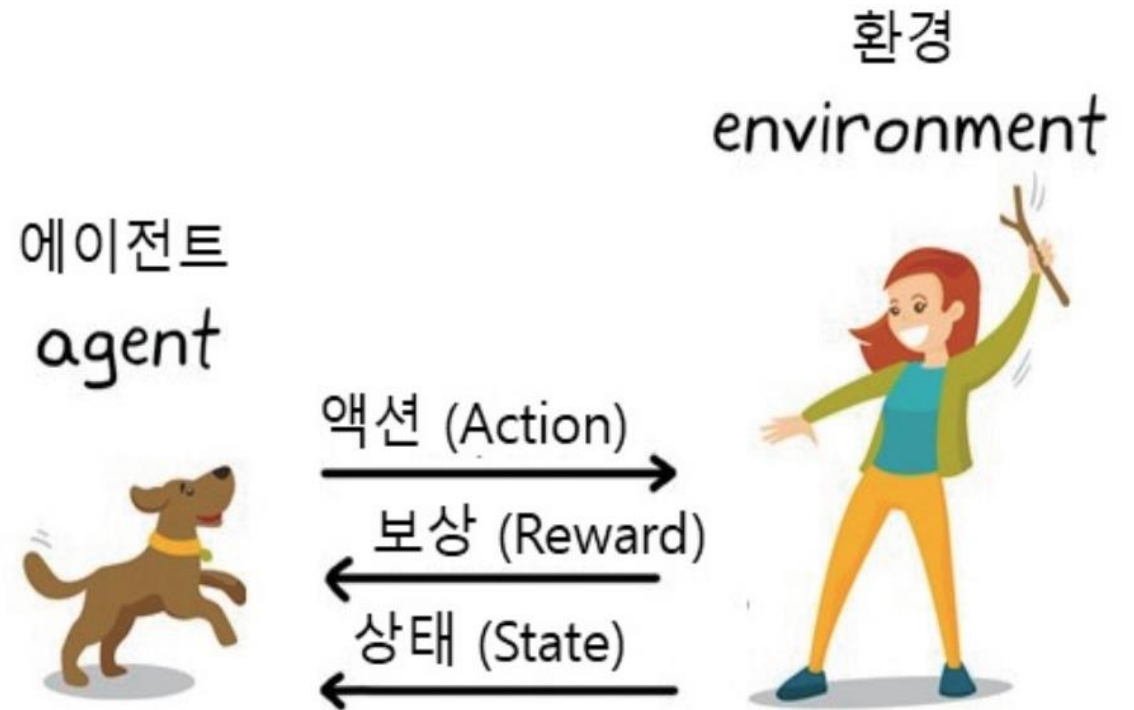 환경
environment
에이전트
agent
액션 (Action)
보상 (Reward)
상태 (State)